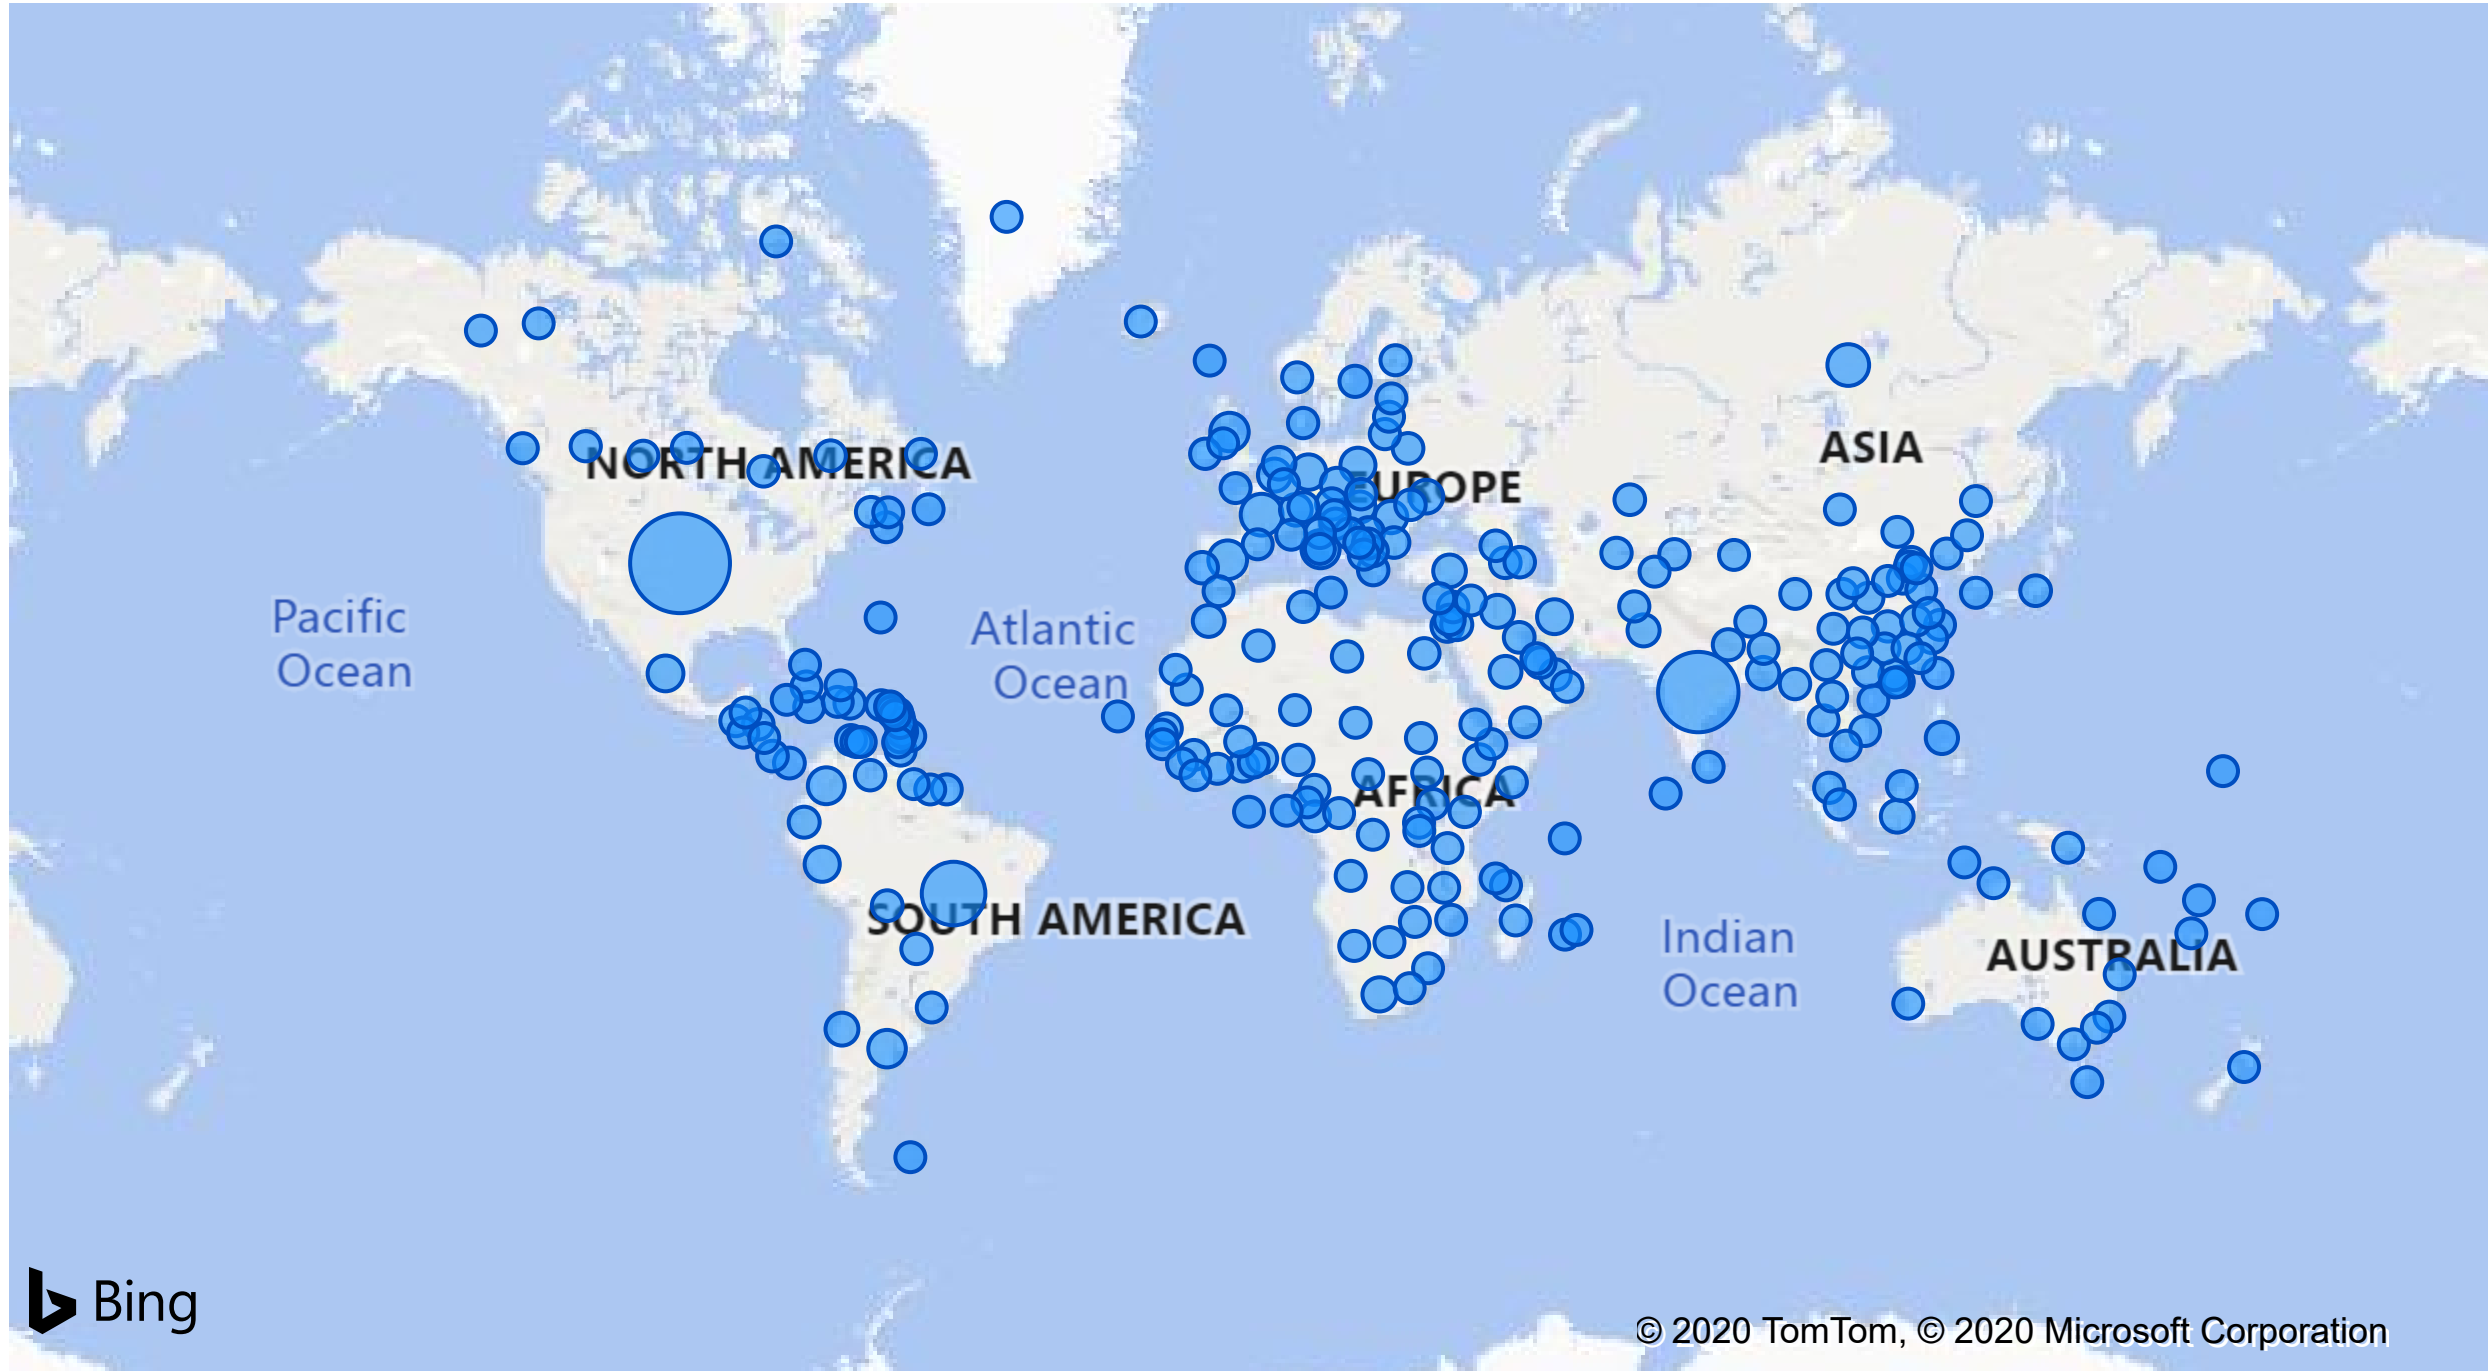 NORTH AMERICA
ASIA
EUROPE
Pacific
Ocean
Atlantic
Ocean
AFRICA
SOUTH AMERICA
Indian
Ocean
AUSTRALIA
Bing
© 2020 TomTom, © 2020 Microsoft Corporation